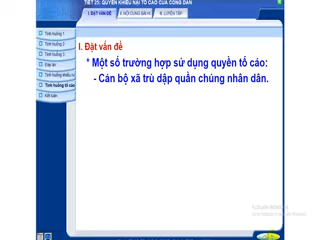 TIẾT 25: QUYỀN KHIẾU NẠI TỐ CÁO CỦA CÔNG DÂN
I. ĐẶT VẤN ĐỀ
II. NỘI DUNG BÀI HỌC
III. LUYỆN TẬP
Tình huống 1
Tình huống 2
Tình huống 3
Đáp án
Tình huống khiếu nại
Tình huống tố cáo
Kết luận
I. Đặt vấn đề
* Một số trường hợp sử dụng quyền tố cáo:
- Cán bộ xã trù dập quần chúng nhân dân.